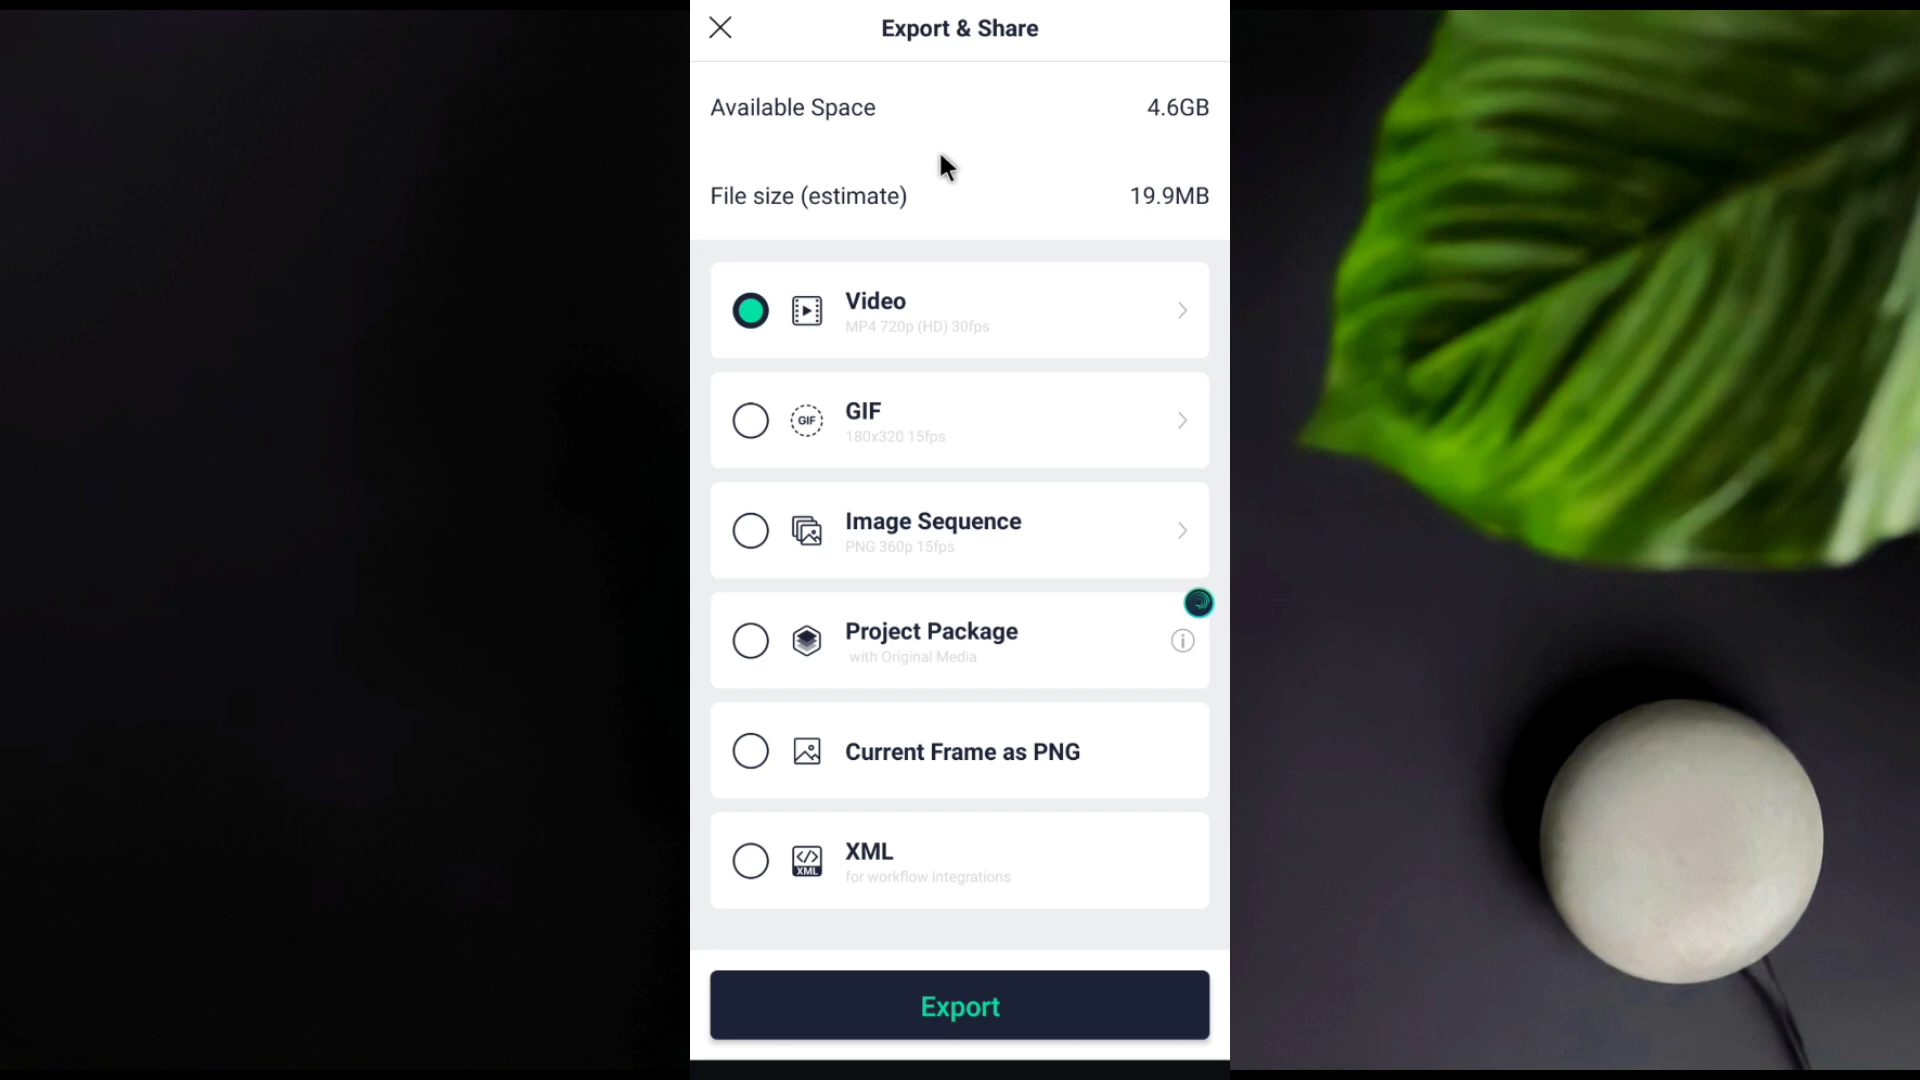 Export & Share
Available Space 4.6GB
File size (estimate) 19.9MB
Video
MP4 720p (HD) 30fps
GIF
GIF
180x320 15fps
Image Sequence
PNG 360p 15fps
Project Package
with Original Media
Current Frame as PNG
XML
XML
for workflow integrations
Export